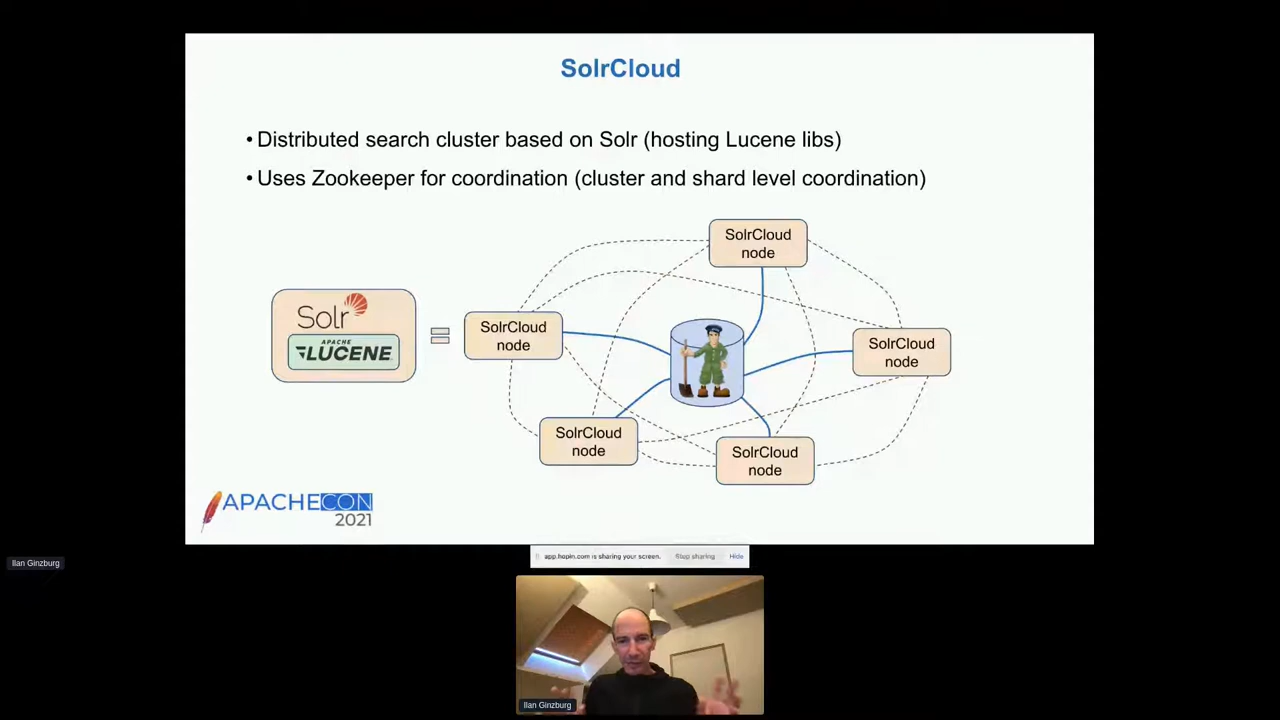 SolrCloud
• Distributed search cluster based on Solr (hosting Lucene libs)
• Uses Zookeeper for coordination (cluster and shard level coordination)
SolrCloud
node
Solr
APACHE
LUCENE
SolrCloud
node
SolrCloud
node
SolrCloud
node
SolrCloud
node
APACHECON
2021
app.hopin.com is sharing your screen.
Stop sharing
Hide
Ilan Ginzburg
Ilan Ginzburg